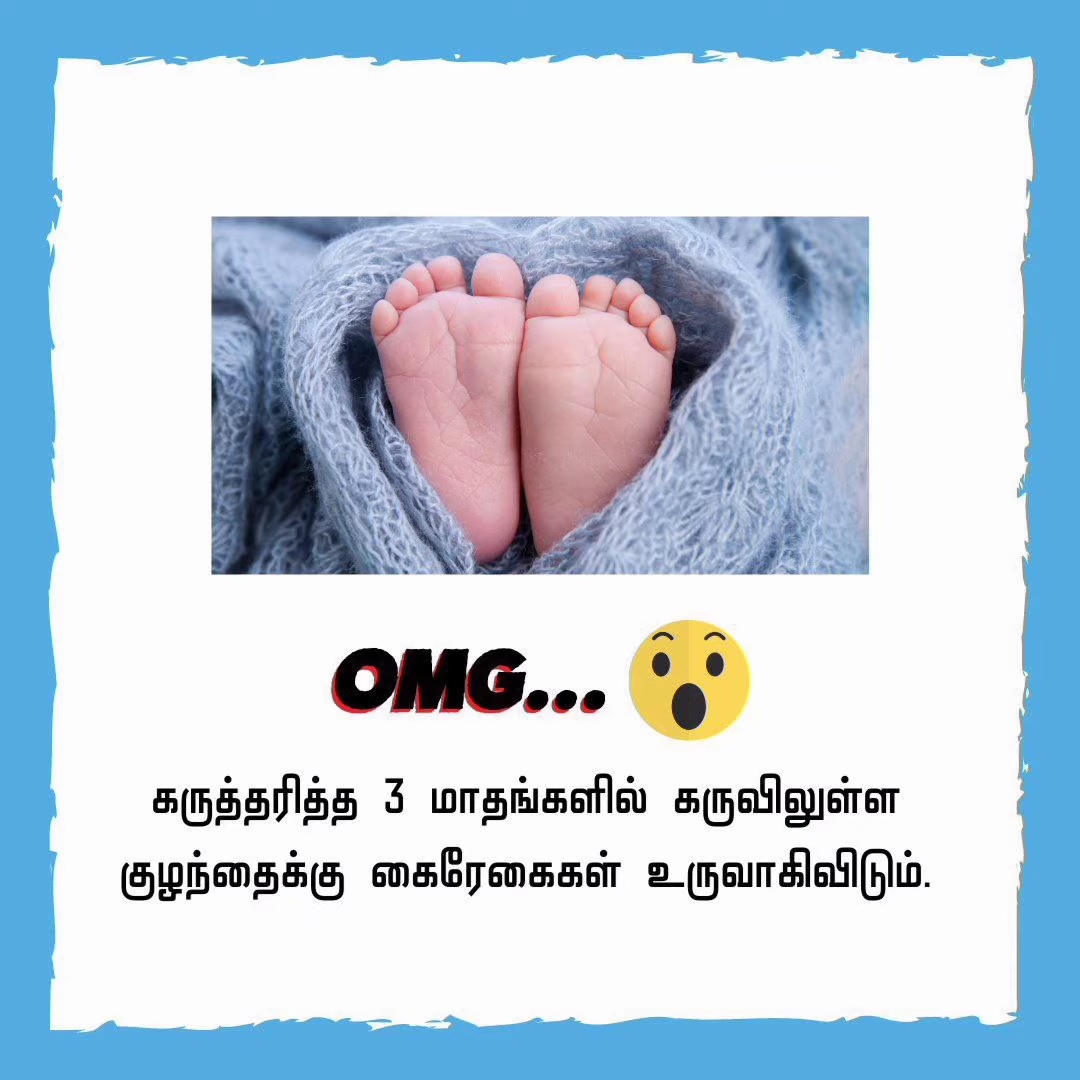 OMG...
கருத்தரித்த 3 மாதங்களில் கருவிலுள்ள
குழந்தைக்கு கைரேகைகள் உருவாகிவிடும்.